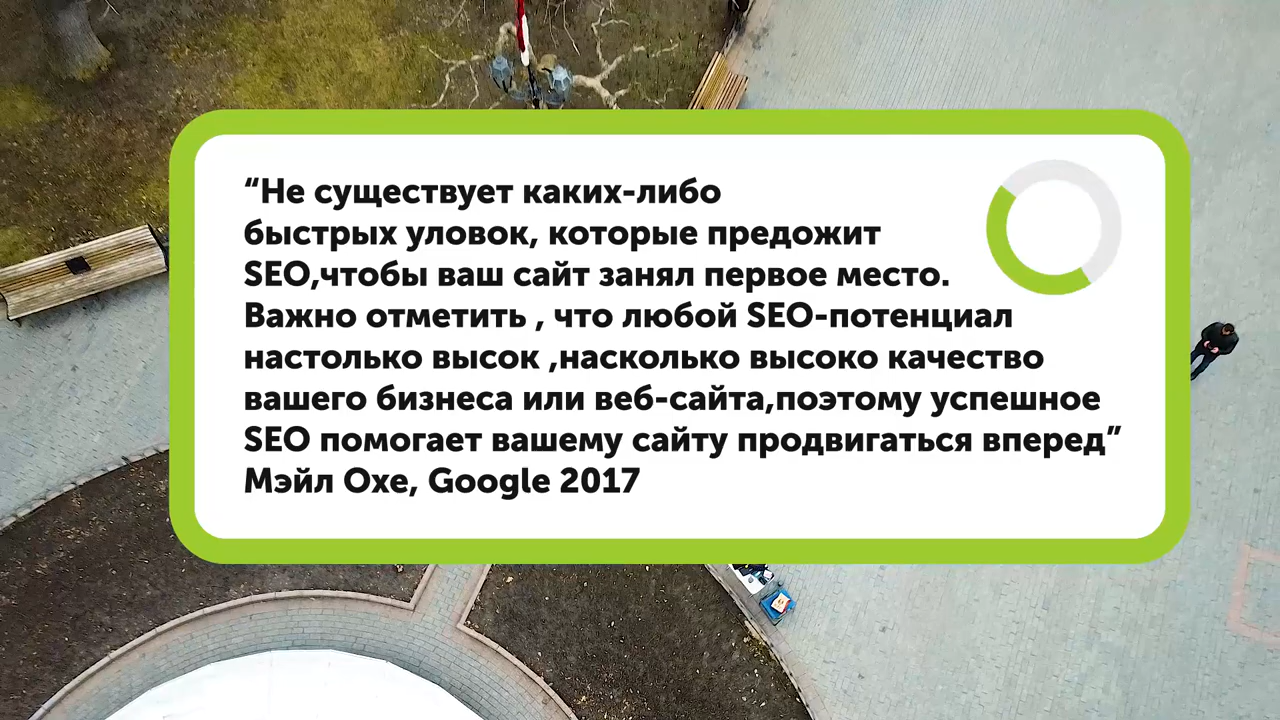 “Не существует каких-либо
быстрых уловок, которые предожит
SEO,чтобы ваш сайт занял первое место.
Важно отметить , что любой SEO-потенциал
настолько высок ,насколько высоко качество
вашего бизнеса или веб-сайта,поэтому успешное
SEO помогает вашему сайту продвигаться вперед”
Мэйл Охе, Google 2017